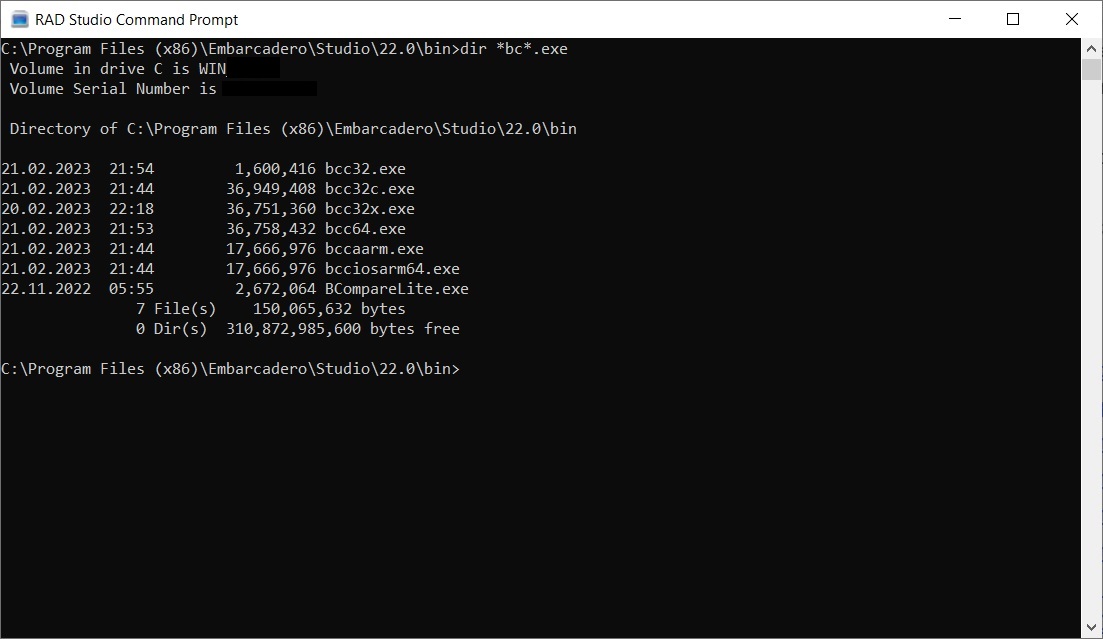 RAD Studio Command Prompt
C:\Program Files (x86)\Embarcadero\Studio\22.0\bin>dir *bc*.exe
 Volume in drive C is WIN
 Volume Serial Number is
 Directory of C:\Program Files (x86)\Embarcadero\Studio\22.0\bin
21.02.2023  21:54         1,600,416 bcc32.exe
21.02.2023  21:44        36,949,408 bcc32c.exe
20.02.2023  22:18        36,751,360 bcc32x.exe
21.02.2023  21:53        36,758,432 bcc64.exe
21.02.2023  21:44        17,666,976 bccaarm.exe
21.02.2023  21:44        17,666,976 bcciosarm64.exe
22.11.2022  05:55         2,672,064 BCompareLite.exe
               7 File(s)    150,065,632 bytes
               0 Dir(s)  310,872,985,600 bytes free
C:\Program Files (x86)\Embarcadero\Studio\22.0\bin>